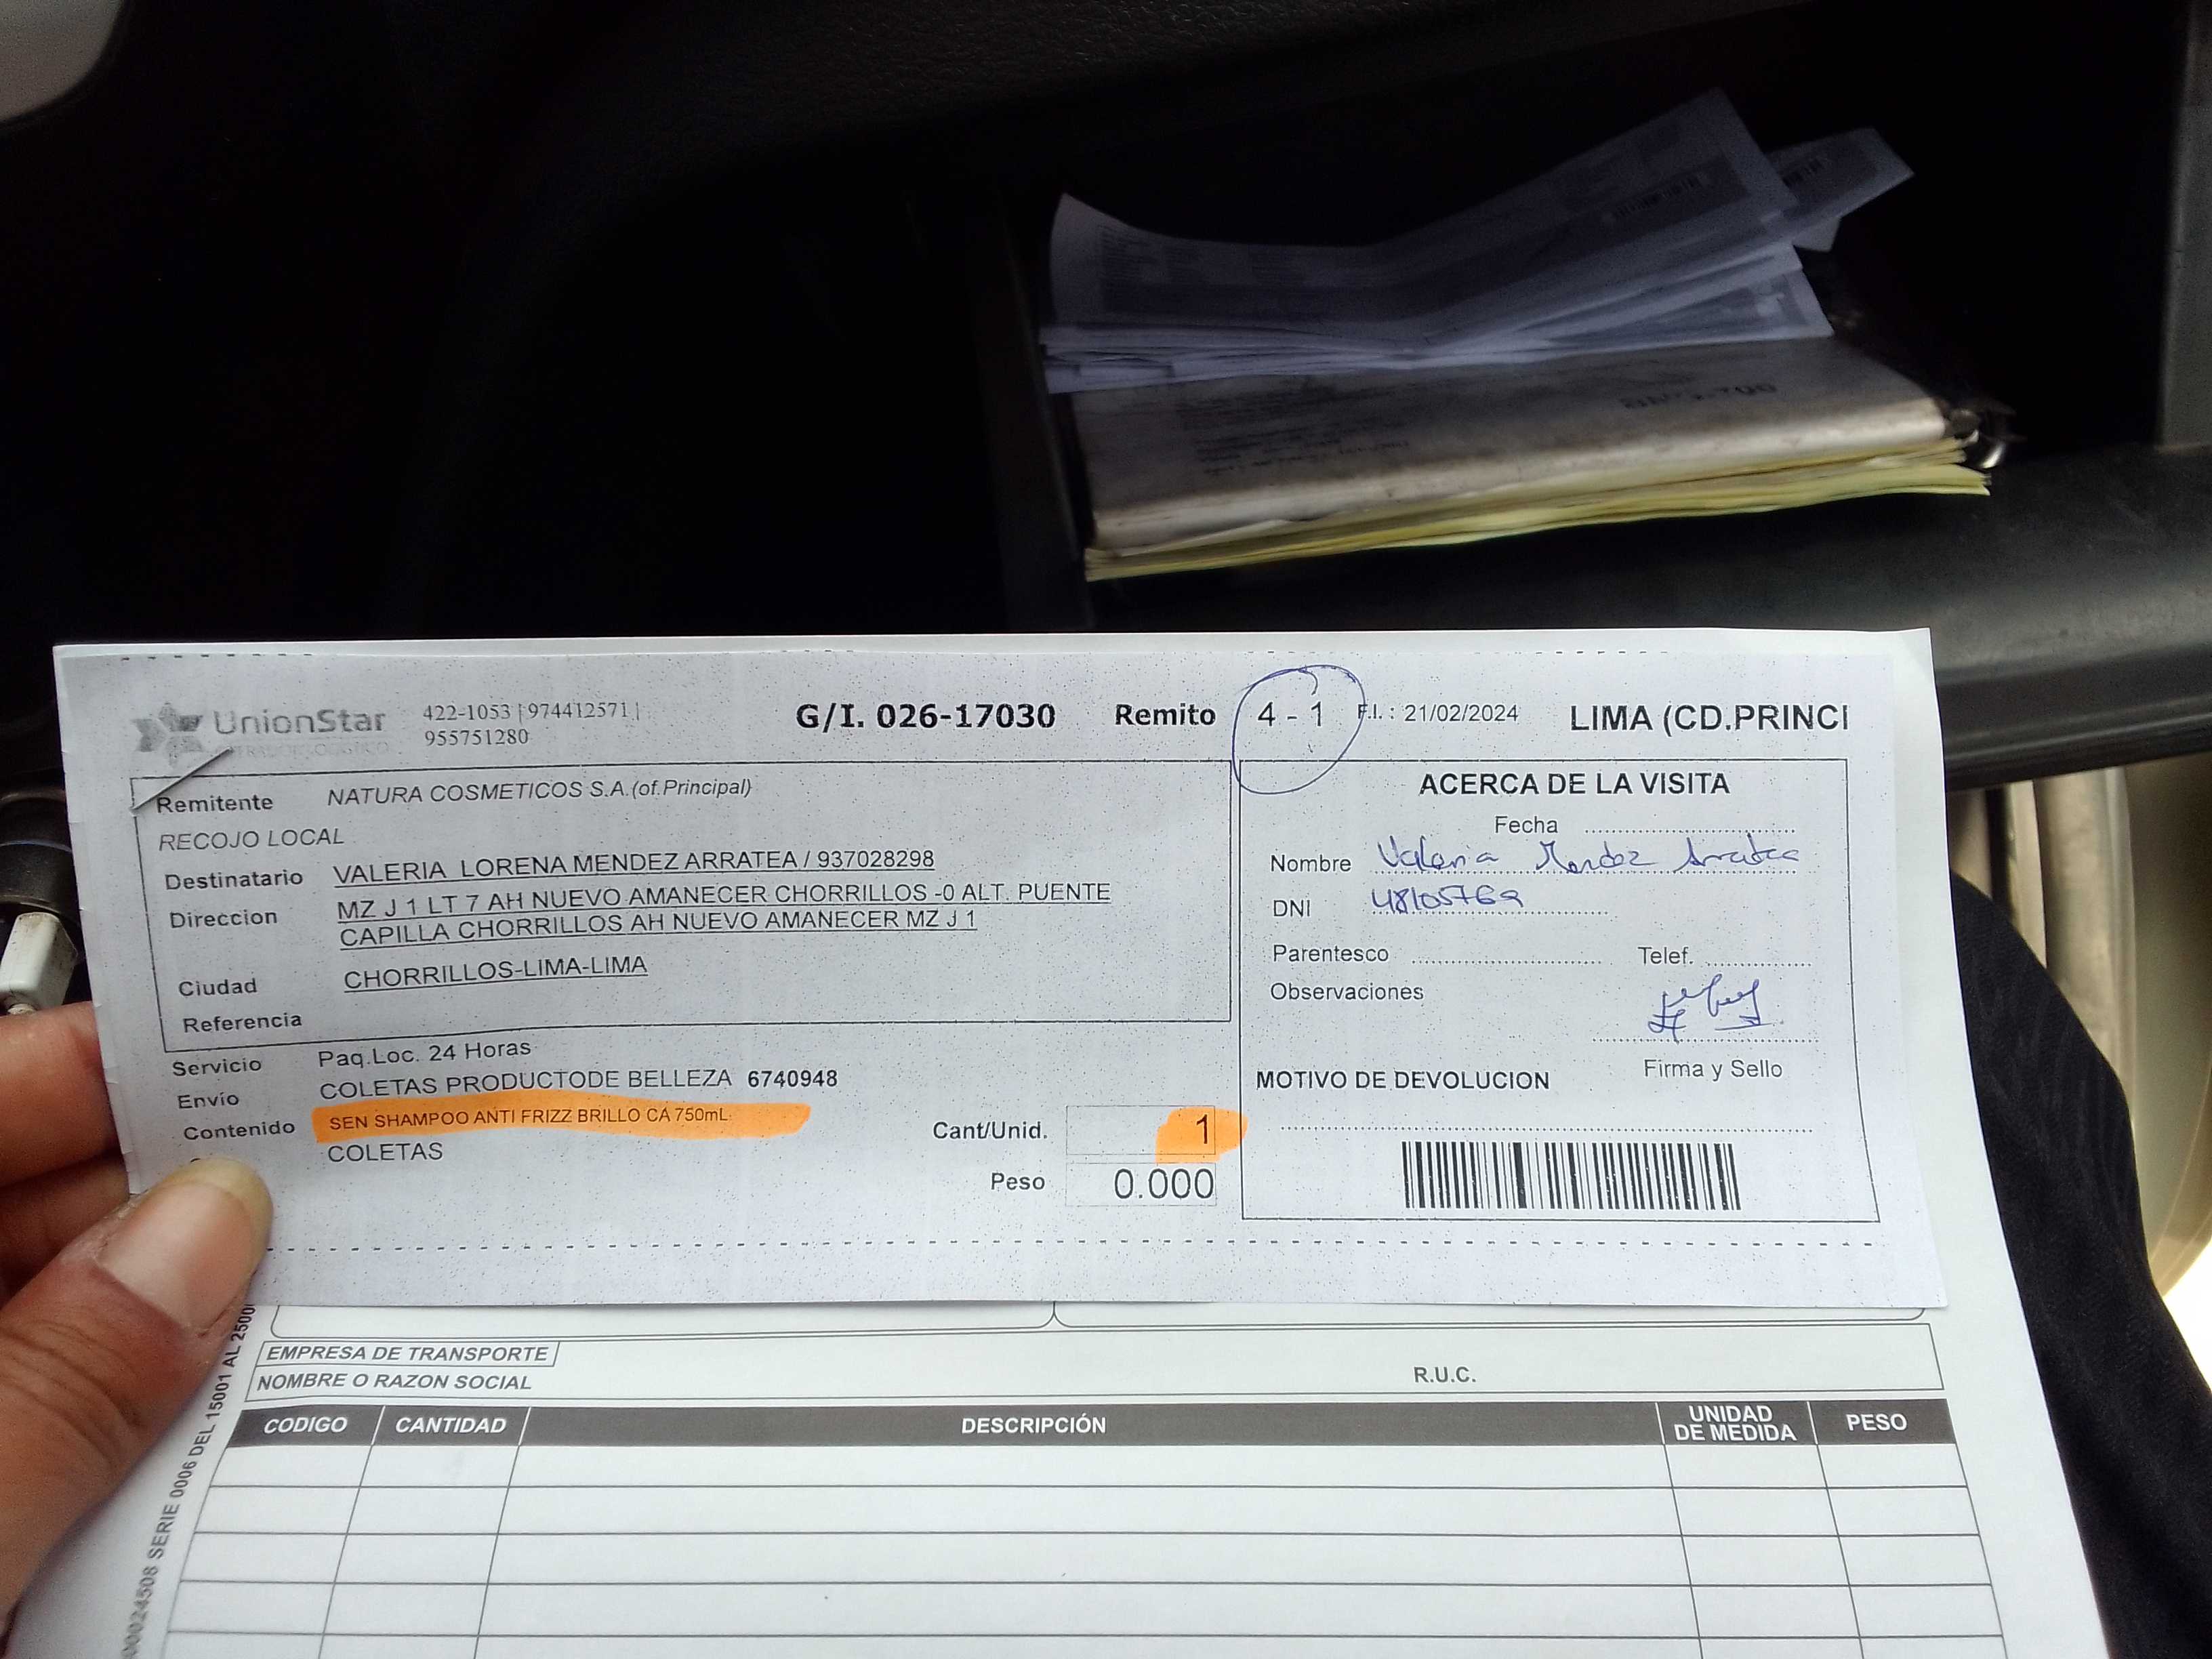 UnionStar
422-1053 | 974412571 |
955751280
G/I. 026-17030
Remito
4 - 1
F.I. : 21/02/2024
LIMA (CD.PRINCI
Remitente NATURA COSMETICOS S.A.(of.Principal)
RECOJO LOCAL
Destinatario VALERIA LORENA MENDEZ ARRATEA / 937028298
Direccion MZ J 1 LT 7 AH NUEVO AMANECER CHORRILLOS -0 ALT. PUENTE
CAPILLA CHORRILLOS AH NUEVO AMANECER MZ J 1
Ciudad CHORRILLOS-LIMA-LIMA
Referencia
Servicio Paq.Loc. 24 Horas
Envío COLETAS PRODUCTODE BELLEZA 6740948
Contenido SEN SHAMPOO ANTI FRIZZ BRILLO CA 750mL
COLETAS
Cant/Unid. 1
Peso 0.000
ACERCA DE LA VISITA
Fecha
Nombre Valeria Mendez Arratea
DNI 48105769
Parentesco Telef.
Observaciones
Firma y Sello
MOTIVO DE DEVOLUCION
EMPRESA DE TRANSPORTE
NOMBRE O RAZON SOCIAL R.U.C.
CODIGO CANTIDAD DESCRIPCIÓN UNIDAD DE MEDIDA PESO
SERIE 0006 DEL 15001 AL 2500